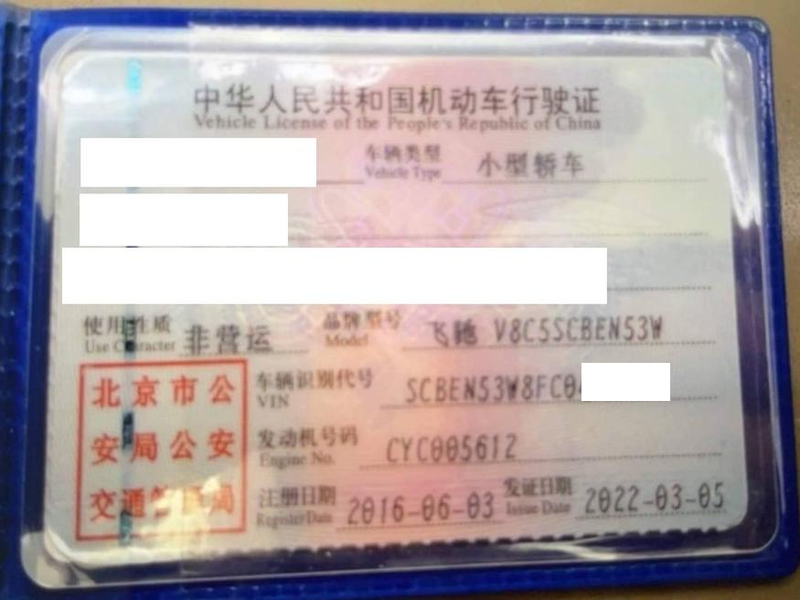 中华人民共和国机动车行驶证
Vehicle License of the People's Republic of China
车辆类型 小型轿车
Vehicle Type
使用性质 非营运 品牌型号 飞驰 V8C5SCBEN53W
Use Character Model
北京市公
安局公安
交通管理局
车辆识别代号 SCBEN53W8FC0
VIN
发动机号码 CYC005612
Engine No.
注册日期 2016-06-03 发证日期 2022-03-05
Register Date Issue Date